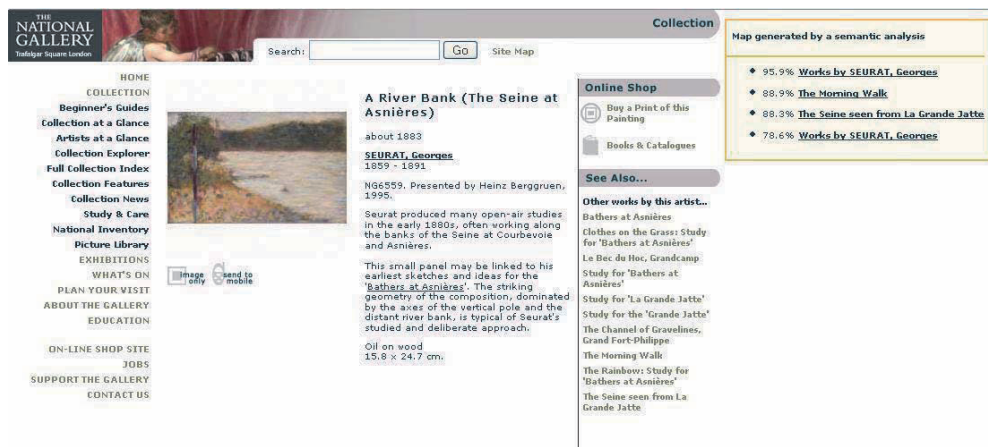 THE
NATIONAL
GALLERY
Trafalgar Square London
Collection
Search:
Go
Site Map
HOME
COLLECTION
Beginner's Guides
Collection at a Glance
Artists at a Glance
Collection Explorer
Full Collection Index
Collection Features
Collection News
Study & Care
National Inventory
Picture Library
EXHIBITIONS
WHAT'S ON
PLAN YOUR VISIT
ABOUT THE GALLERY
EDUCATION
ON-LINE SHOP SITE
JOBS
SUPPORT THE GALLERY
CONTACT US
Image
only
send to
mobile
A River Bank (The Seine at
Asnières)
about 1883
SEURAT, Georges
1859 - 1891
NG6559. Presented by Heinz Berggruen,
1995.
Seurat produced many open-air studies
in the early 1880s, often working along
the banks of the Seine at Courbevoie
and Asnières.
This small panel may be linked to his
earliest sketches and ideas for the
'Bathers at Asnières'. The striking
geometry of the composition, dominated
by the axes of the vertical pole and the
distant river bank, is typical of Seurat's
studied and deliberate approach.
Oil on wood
15.8 x 24.7 cm.
Online Shop
Buy a Print of this
Painting
Books & Catalogues
See Also...
Other works by this artist...
Bathers at Asnières
Clothes on the Grass: Study
for 'Bathers at Asnières'
Le Bec du Hoc, Grandcamp
Study for 'Bathers at
Asnières'
Study for 'La Grande Jatte'
Study for the 'Grande Jatte'
The Channel of Gravelines,
Grand Fort-Philippe
The Morning Walk
The Rainbow: Study for
'Bathers at Asnières'
The Seine seen from La
Grande Jatte
Map generated by a semantic analysis
95.9% Works by SEURAT, Georges
88.9% The Morning Walk
88.3% The Seine seen from La Grande Jatte
78.6% Works by SEURAT, Georges